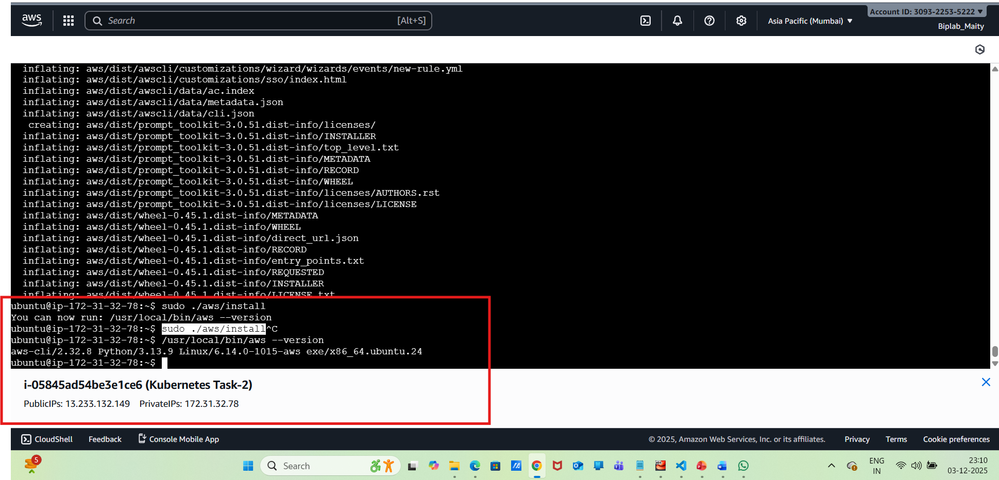 aws
Search
[Alt+S]
Asia Pacific (Mumbai) ▼
Account ID: 3093-2253-5222 ▼
Biplab_Maity
inflating: aws/dist/awscli/customizations/wizard/wizards/events/new-rule.yml
inflating: aws/dist/awscli/customizations/sso/index.html
inflating: aws/dist/awscli/data/ac.index
inflating: aws/dist/awscli/data/metadata.json
inflating: aws/dist/awscli/data/cli.json
creating: aws/dist/prompt_toolkit-3.0.51.dist-info/licenses/
inflating: aws/dist/prompt_toolkit-3.0.51.dist-info/INSTALLER
inflating: aws/dist/prompt_toolkit-3.0.51.dist-info/top_level.txt
inflating: aws/dist/prompt_toolkit-3.0.51.dist-info/METADATA
inflating: aws/dist/prompt_toolkit-3.0.51.dist-info/RECORD
inflating: aws/dist/prompt_toolkit-3.0.51.dist-info/WHEEL
inflating: aws/dist/prompt_toolkit-3.0.51.dist-info/licenses/AUTHORS.rst
inflating: aws/dist/prompt_toolkit-3.0.51.dist-info/licenses/LICENSE
inflating: aws/dist/wheel-0.45.1.dist-info/METADATA
inflating: aws/dist/wheel-0.45.1.dist-info/WHEEL
inflating: aws/dist/wheel-0.45.1.dist-info/direct_url.json
inflating: aws/dist/wheel-0.45.1.dist-info/RECORD
inflating: aws/dist/wheel-0.45.1.dist-info/entry_points.txt
inflating: aws/dist/wheel-0.45.1.dist-info/REQUESTED
inflating: aws/dist/wheel-0.45.1.dist-info/INSTALLER
inflating: aws/dist/wheel-0.45.1.dist-info/LICENSE.txt
ubuntu@ip-172-31-32-78:~$ sudo ./aws/install
You can now run: /usr/local/bin/aws --version
ubuntu@ip-172-31-32-78:~$ sudo ./aws/install^C
ubuntu@ip-172-31-32-78:~$ /usr/local/bin/aws --version
aws-cli/2.32.8 Python/3.13.9 Linux/6.14.0-1015-aws exe/x86_64.ubuntu.24
ubuntu@ip-172-31-32-78:~$
i-05845ad54be3e1ce6 (Kubernetes Task-2)
PublicIPs: 13.233.132.149 PrivateIPs: 172.31.32.78
CloudShell Feedback Console Mobile App © 2025, Amazon Web Services, Inc. or its affiliates. Privacy Terms Cookie preferences
5
Search
ENG
IN
23:10
03-12-2025